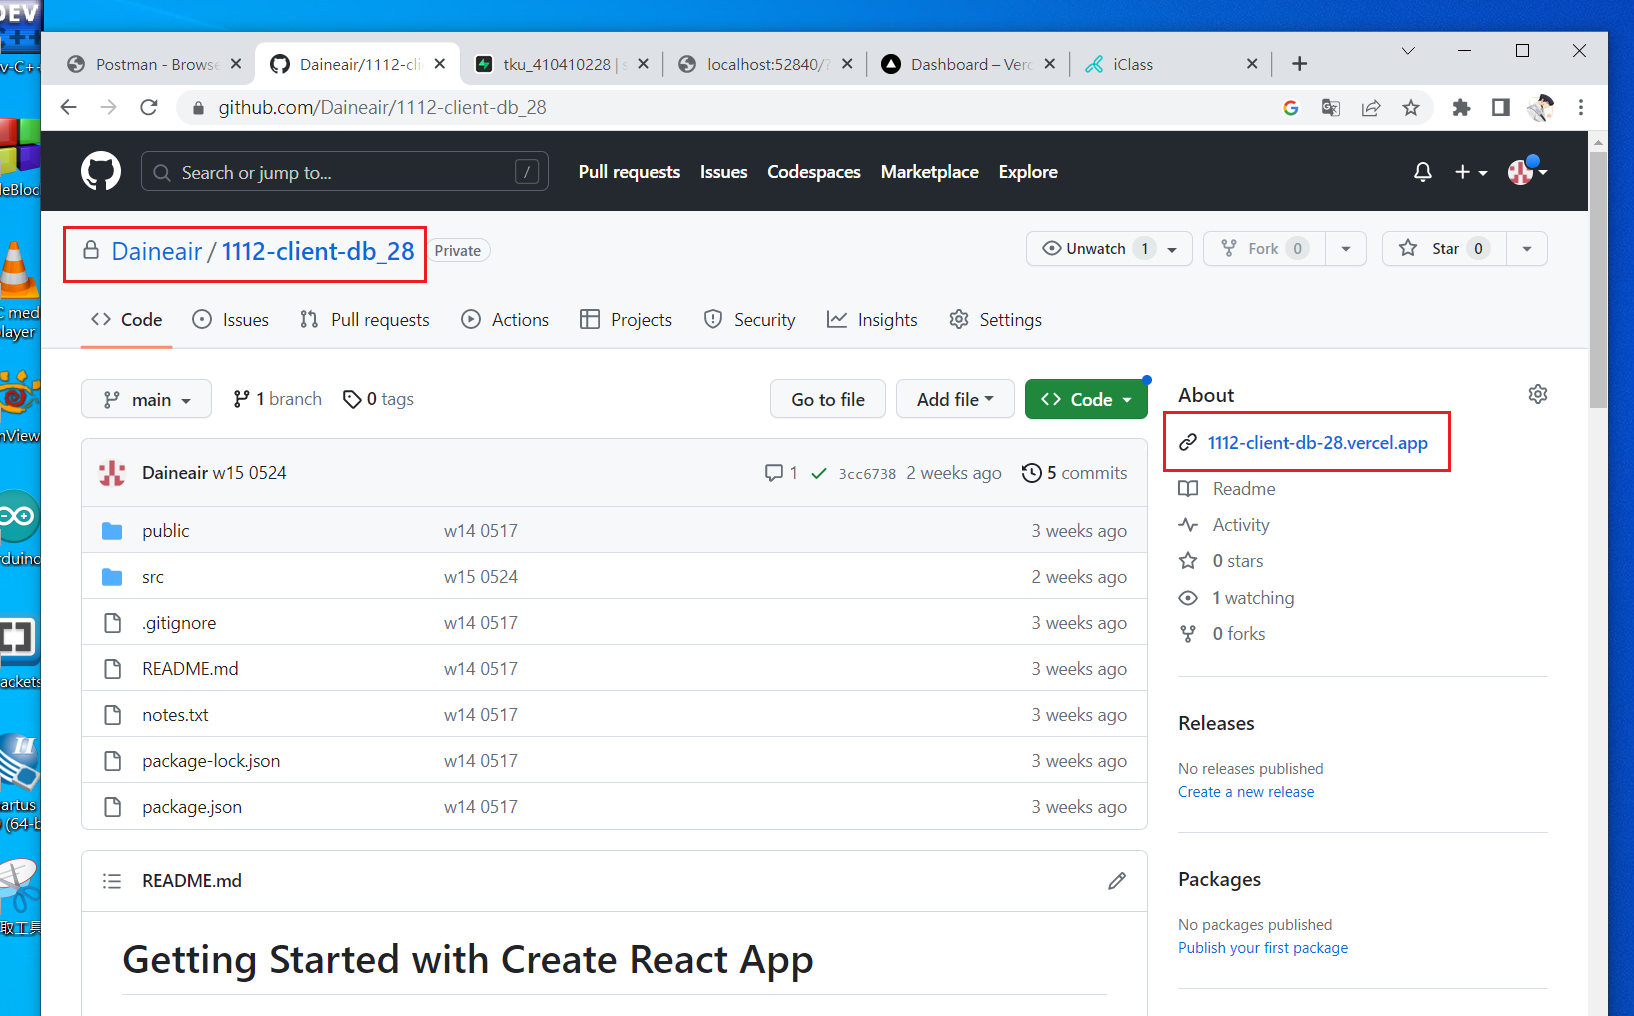 DEV
Postman - Browse
Daineair/1112-cli
tku_410410228 | s
localhost:52840/?
Dashboard – Verc
iClass
github.com/Daineair/1112-client-db_28
Search or jump to...
/
Pull requests
Issues
Codespaces
Marketplace
Explore
Daineair / 1112-client-db_28
Private
Unwatch 1
Fork 0
Star 0
Code
Issues
Pull requests
Actions
Projects
Security
Insights
Settings
main
1 branch
0 tags
Go to file
Add file
Code
Daineair w15 0524
1
3cc6738 2 weeks ago
5 commits
public w14 0517 3 weeks ago
src w15 0524 2 weeks ago
.gitignore w14 0517 3 weeks ago
README.md w14 0517 3 weeks ago
notes.txt w14 0517 3 weeks ago
package-lock.json w14 0517 3 weeks ago
package.json w14 0517 3 weeks ago
README.md
Getting Started with Create React App
About
1112-client-db-28.vercel.app
Readme
Activity
0 stars
1 watching
0 forks
Releases
No releases published
Create a new release
Packages
No packages published
Publish your first package
v-C++
leBloc
C med
layer
nView
rduino
ackets
II
artus
(64-b
取工具